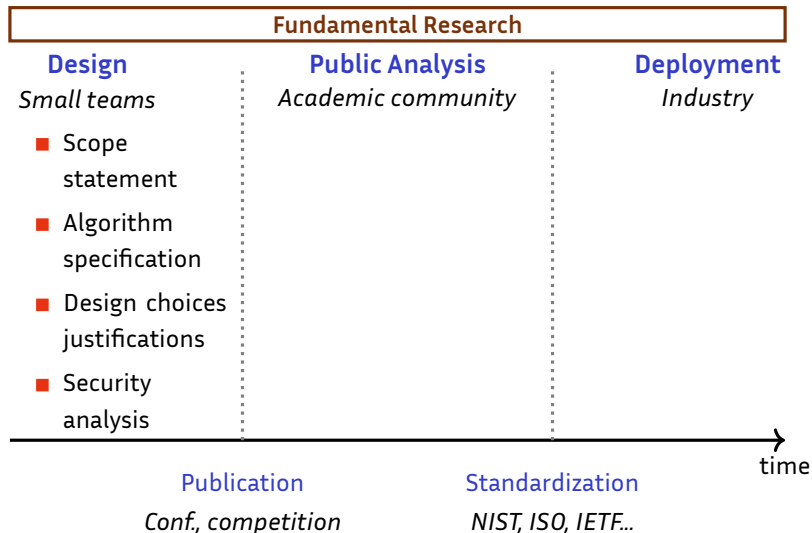 Fundamental Research
Design
Small teams
Scope
statement
Algorithm
specification
Design choices
justifications
Security
analysis
Public Analysis
Academic community
Deployment
Industry
time
Publication
Conf., competition
Standardization
NIST, ISO, IETF...